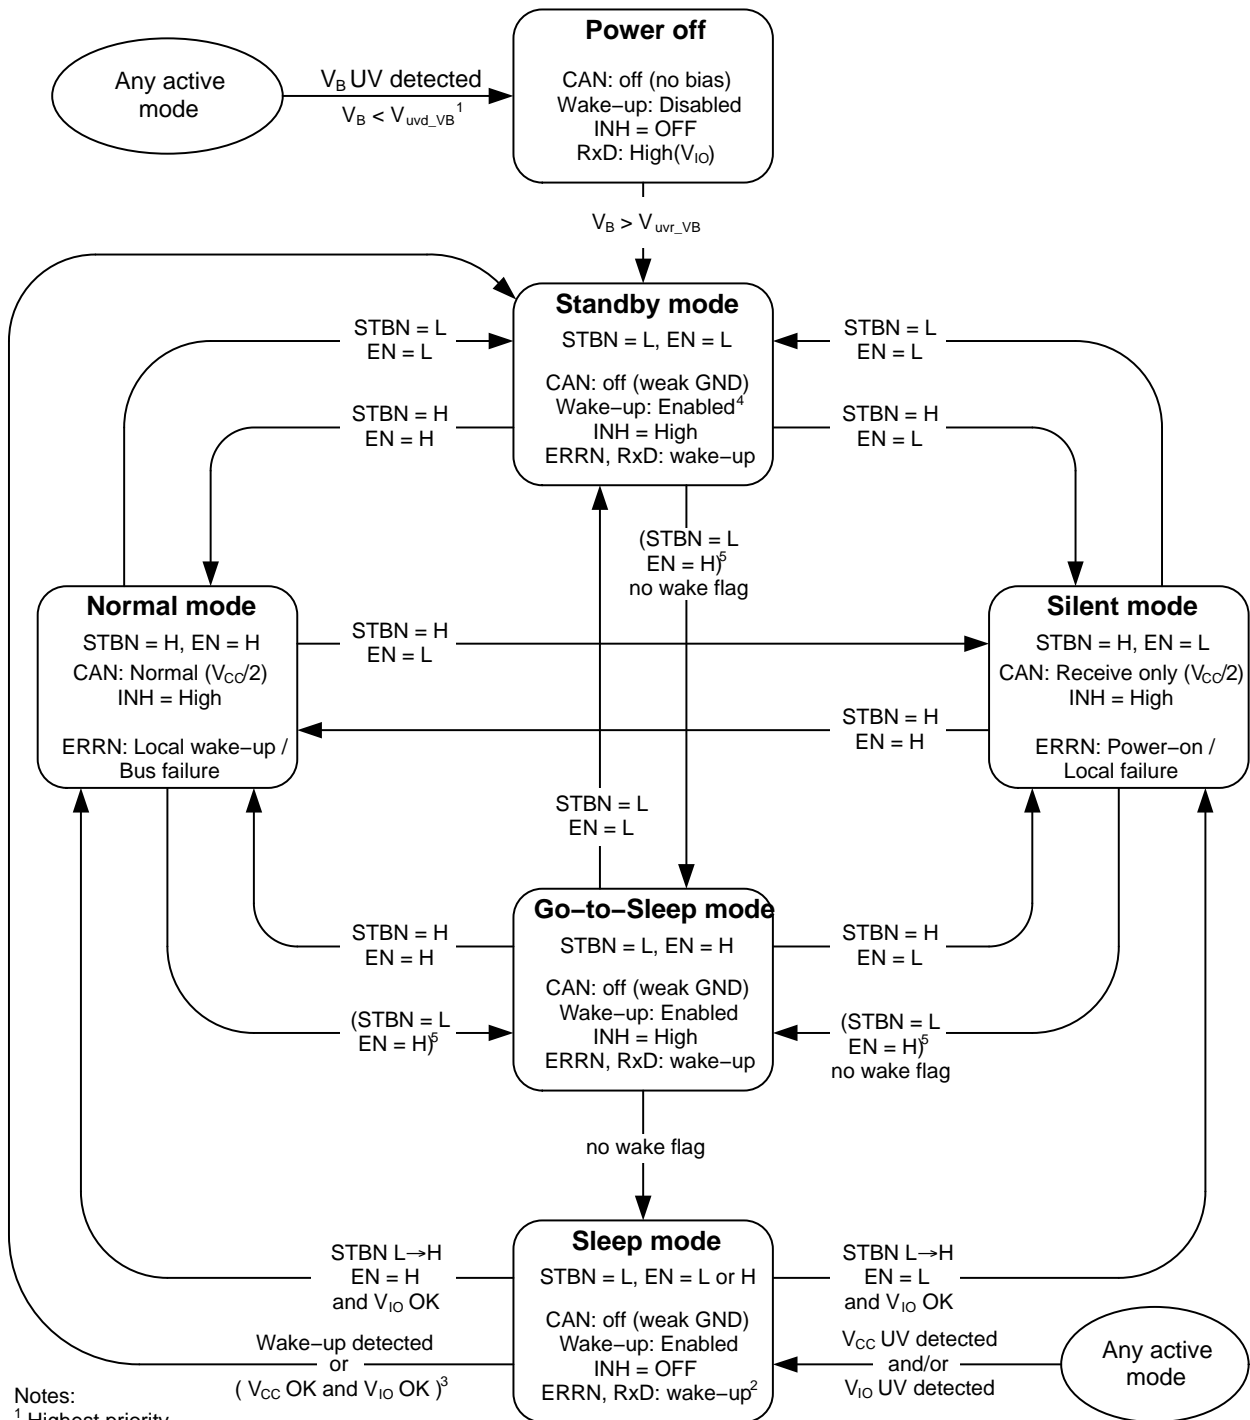 Power off
CAN: off (no bias)
Wake−up: Disabled
INH = OFF
RxD: High(VIO)
Any active
mode
VB UV detected
VB < Vuvd_VB1
VB > Vuvr_VB
Standby mode
STBN = L, EN = L
CAN: off (weak GND)
Wake−up: Enabled4
INH = High
ERRN, RxD: wake−up
STBN = L
EN = L
STBN = H
EN = H
STBN = L
EN = L
STBN = H
EN = L
(STBN = L
EN = H)5
no wake flag
Normal mode
STBN = H, EN = H
CAN: Normal (VCC/2)
INH = High
ERRN: Local wake−up /
Bus failure
STBN = H
EN = L
STBN = H
EN = H
Silent mode
STBN = H, EN = L
CAN: Receive only (VCC/2)
INH = High
ERRN: Power−on /
Local failure
STBN = L
EN = L
Go−to−Sleep mode
STBN = L, EN = H
CAN: off (weak GND)
Wake−up: Enabled
INH = High
ERRN, RxD: wake−up
STBN = H
EN = H
(STBN = L
EN = H)5
STBN = H
EN = L
(STBN = L
EN = H)5
no wake flag
no wake flag
Sleep mode
STBN = L, EN = L or H
CAN: off (weak GND)
Wake−up: Enabled
INH = OFF
ERRN, RxD: wake−up2
STBN L→H
EN = H
and VIO OK
Wake−up detected
or
( VCC OK and VIO OK )3
STBN L→H
EN = L
and VIO OK
VCC UV detected
and/or
VIO UV detected
Any active
mode
Notes:
1 Highest priority